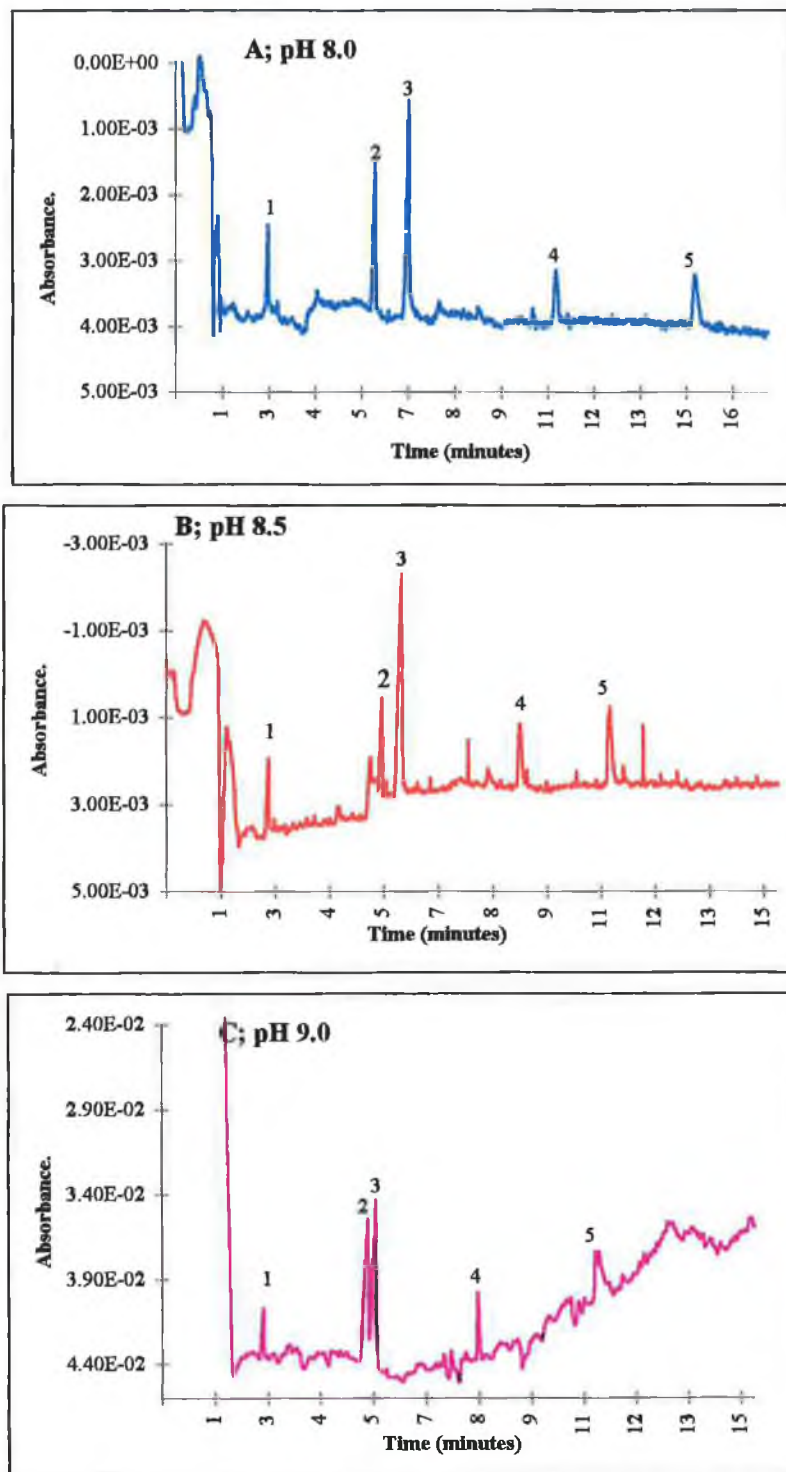 A; pH 8.0
0.00E+00
1.00E-03
2.00E-03
3.00E-03
4.00E-03
5.00E-03
Absorbance.
1
2
3
4
5
1 3 4 5 7 8 9 11 12 13 15 16
Time (minutes)
B; pH 8.5
-3.00E-03
-1.00E-03
1.00E-03
3.00E-03
5.00E-03
Absorbance.
1
2
3
4
5
1 3 4 5 7 8 9 11 12 13 15
Time (minutes)
C; pH 9.0
2.40E-02
2.90E-02
3.40E-02
3.90E-02
4.40E-02
Absorbance.
1
2
3
4
5
1 3 4 5 7 8 9 11 12 13 15
Time (minutes)